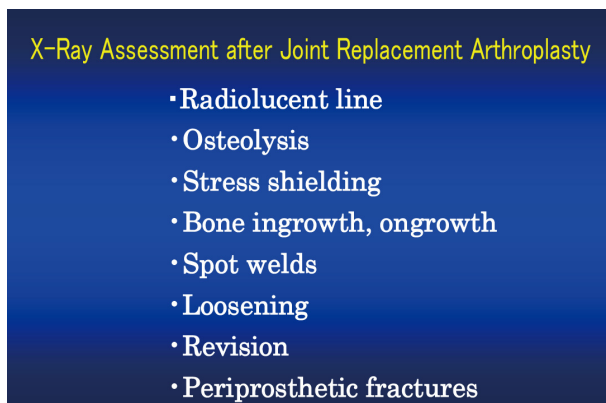 X-Ray Assessment after Joint Replacement Arthroplasty
・Radiolucent line
・Osteolysis
・Stress shielding
・Bone ingrowth, ongrowth
・Spot welds
・Loosening
・Revision
・Periprosthetic fractures